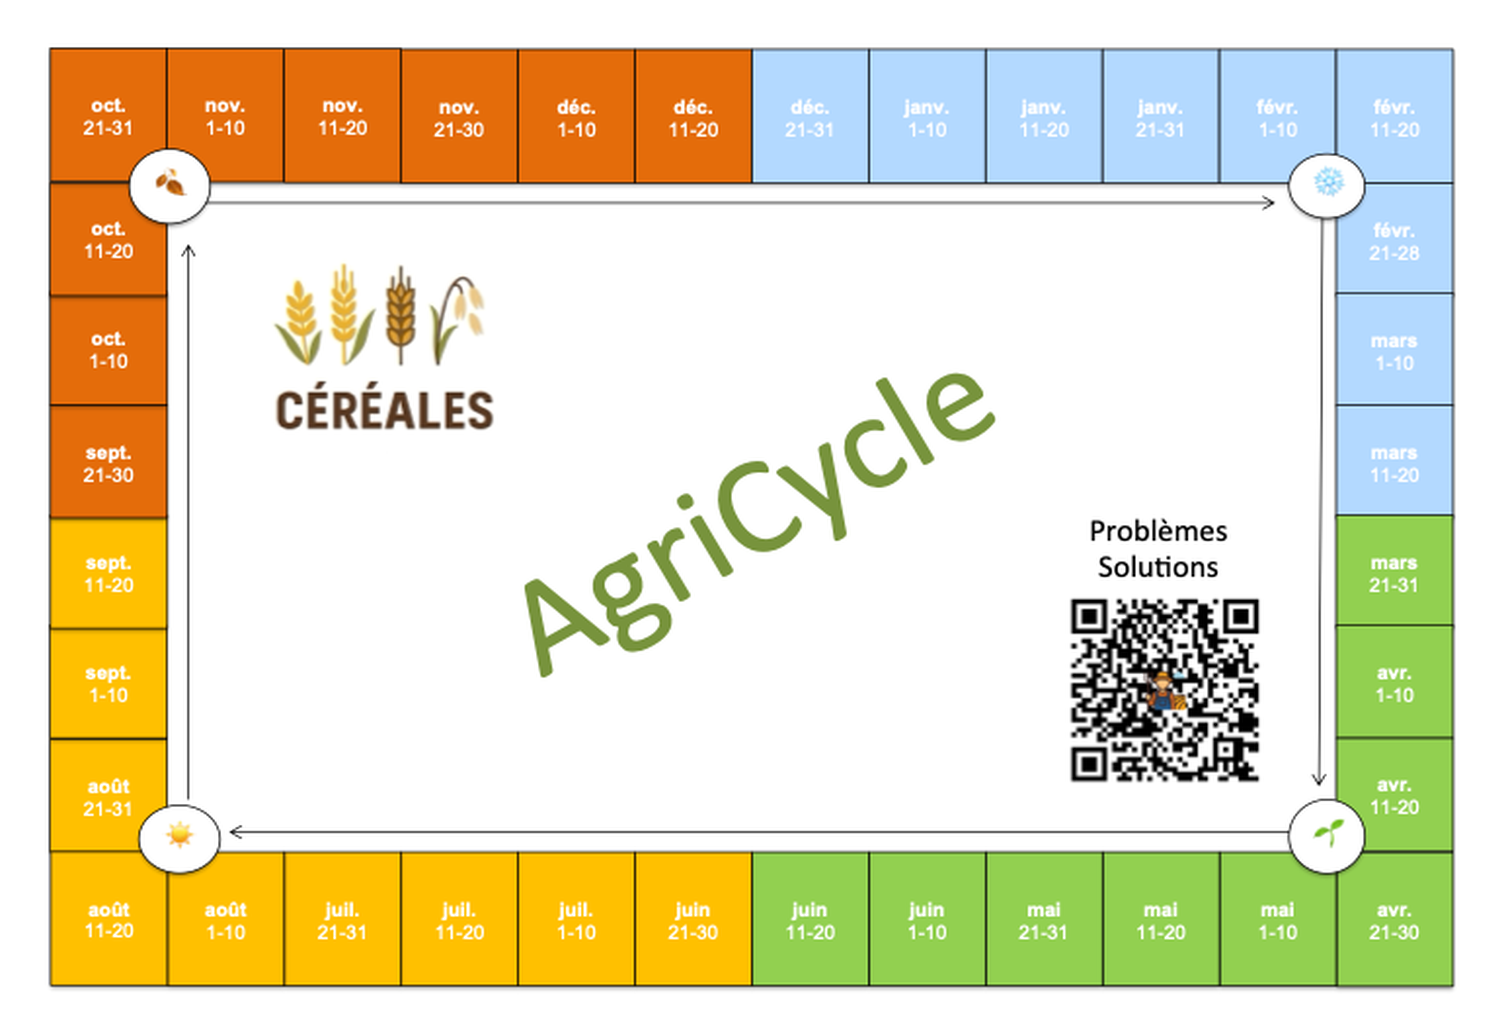 oct.
21-31
nov.
1-10
nov.
11-20
nov.
21-30
déc.
1-10
déc.
11-20
déc.
21-31
janv.
1-10
janv.
11-20
janv.
21-31
févr.
1-10
févr.
11-20
févr.
21-28
mars
1-10
mars
11-20
mars
21-31
avr.
1-10
avr.
11-20
avr.
21-30
mai
1-10
mai
11-20
mai
21-31
juin
1-10
juin
11-20
juin
21-30
juil.
1-10
juil.
11-20
juil.
21-31
août
1-10
août
11-20
août
21-31
sept.
1-10
sept.
11-20
sept.
21-30
oct.
1-10
oct.
11-20
CÉRÉALES
AgriCycle
Problèmes
Solutions